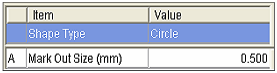 Item Value
Shape Type Circle
A Mark Out Size (mm) 0.500